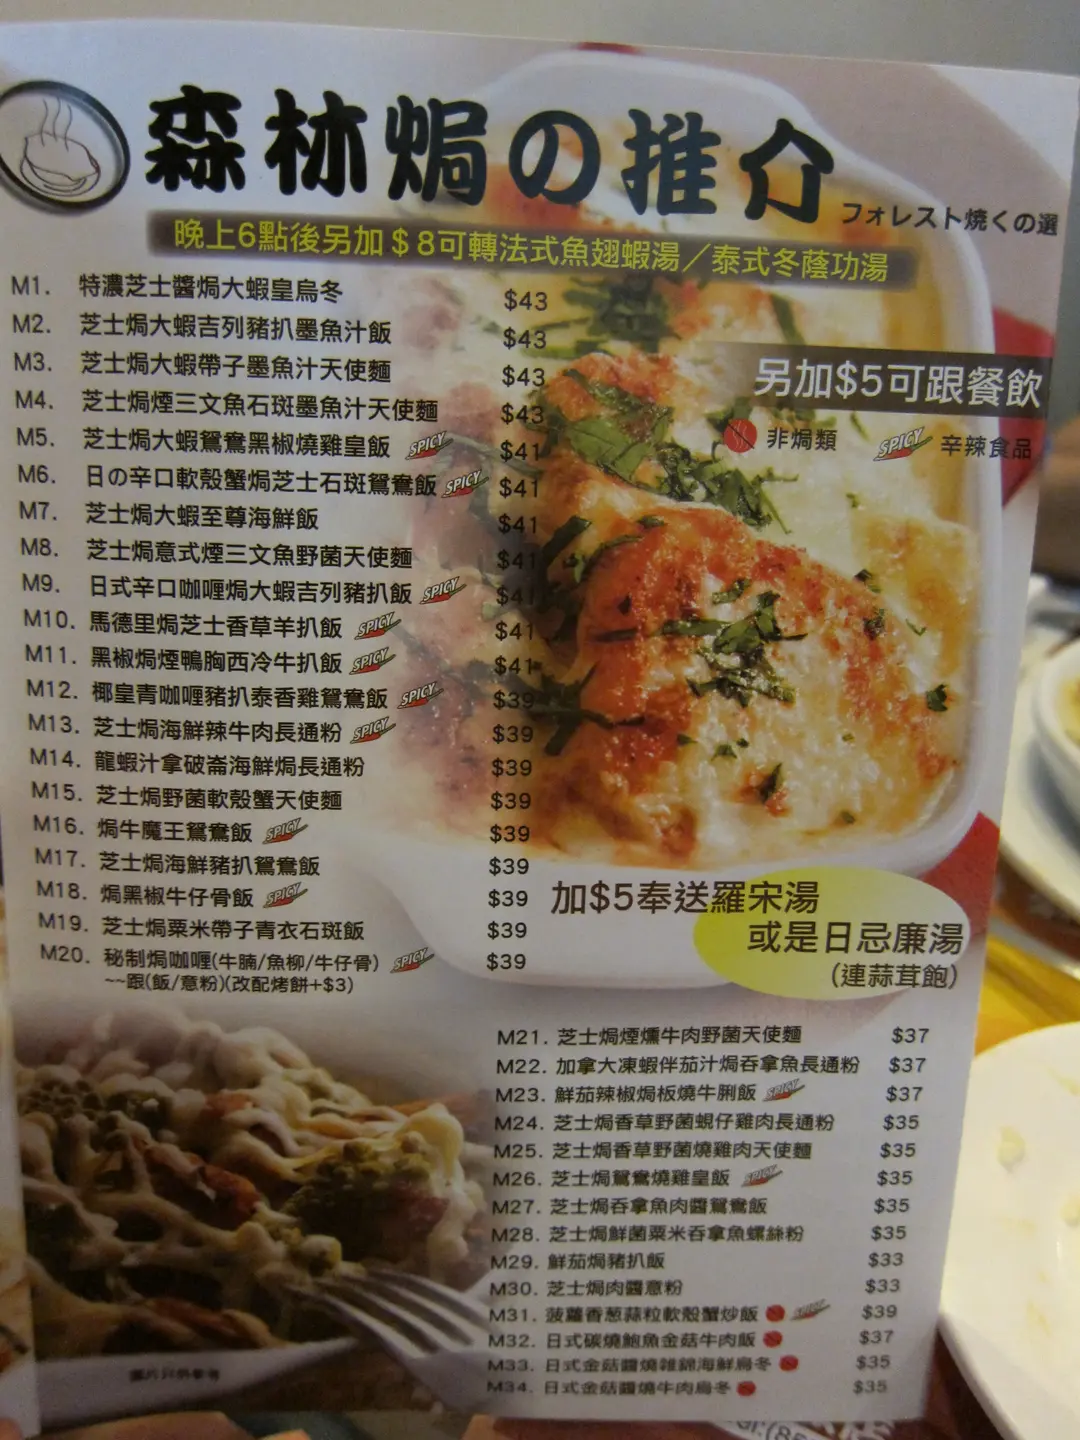 森林焗の推介
フォレスト焼くの選
晚上6點後另加＄8可轉法式魚翅蝦湯／泰式冬蔭功湯
M1. 特濃芝士醬焗大蝦皇烏冬 $43
M2. 芝士焗大蝦吉列豬扒墨魚汁飯 $43
M3. 芝士焗大蝦帶子墨魚汁天使麵 $43
M4. 芝士焗煙三文魚石斑墨魚汁天使麵 $43
M5. 芝士焗大蝦鴛鴦黑椒燒雞皇飯 SPICY $41
M6. 日の辛口軟殼蟹焗芝士石斑鴛鴦飯 SPICY $41
M7. 芝士焗大蝦至尊海鮮飯 $41
M8. 芝士焗意式煙三文魚野菌天使麵 $41
M9. 日式辛口咖喱焗大蝦吉列豬扒飯 SPICY $41
M10. 馬德里焗芝士香草羊扒飯 SPICY $41
M11. 黑椒焗煙鴨胸西冷牛扒飯 SPICY $41
M12. 椰皇青咖喱豬扒泰香雞鴛鴦飯 SPICY $39
M13. 芝士焗海鮮辣牛肉長通粉 SPICY $39
M14. 龍蝦汁拿破崙海鮮焗長通粉 $39
M15. 芝士焗野菌軟殼蟹天使麵 $39
M16. 焗牛魔王鴛鴦飯 SPICY $39
M17. 芝士焗海鮮豬扒鴛鴦飯 $39
M18. 焗黑椒牛仔骨飯 SPICY $39
M19. 芝士焗粟米帶子青衣石斑飯 $39
M20. 秘制焗咖喱(牛腩/魚柳/牛仔骨) SPICY $39
~~跟(飯/意粉)(改配烤餅+$3)
另加$5可跟餐飲
非焗類 SPICY 辛辣食品
加$5奉送羅宋湯
或是日忌廉湯
(連蒜茸飽)
M21. 芝士焗煙燻牛肉野菌天使麵 $37
M22. 加拿大凍蝦伴茄汁焗吞拿魚長通粉 $37
M23. 鮮茄辣椒焗板燒牛脷飯 SPICY $37
M24. 芝士焗香草野菌蜆仔雞肉長通粉 $35
M25. 芝士焗香草野菌燒雞肉天使麵 $35
M26. 芝士焗鴛鴦燒雞皇飯 SPICY $35
M27. 芝士焗吞拿魚肉醬鴛鴦飯 $35
M28. 芝士焗鮮菌粟米吞拿魚螺絲粉 $35
M29. 鮮茄焗豬扒飯 $33
M30. 芝士焗肉醬意粉 $33
M31. 菠蘿香葱蒜粒軟殼蟹炒飯 SPICY $39
M32. 日式碳燒鮑魚金菇牛肉飯 $37
M33. 日式金菇醬燒雜錦海鮮烏冬 $35
M34. 日式金菇醬燒牛肉烏冬 $35
圖片只供參考